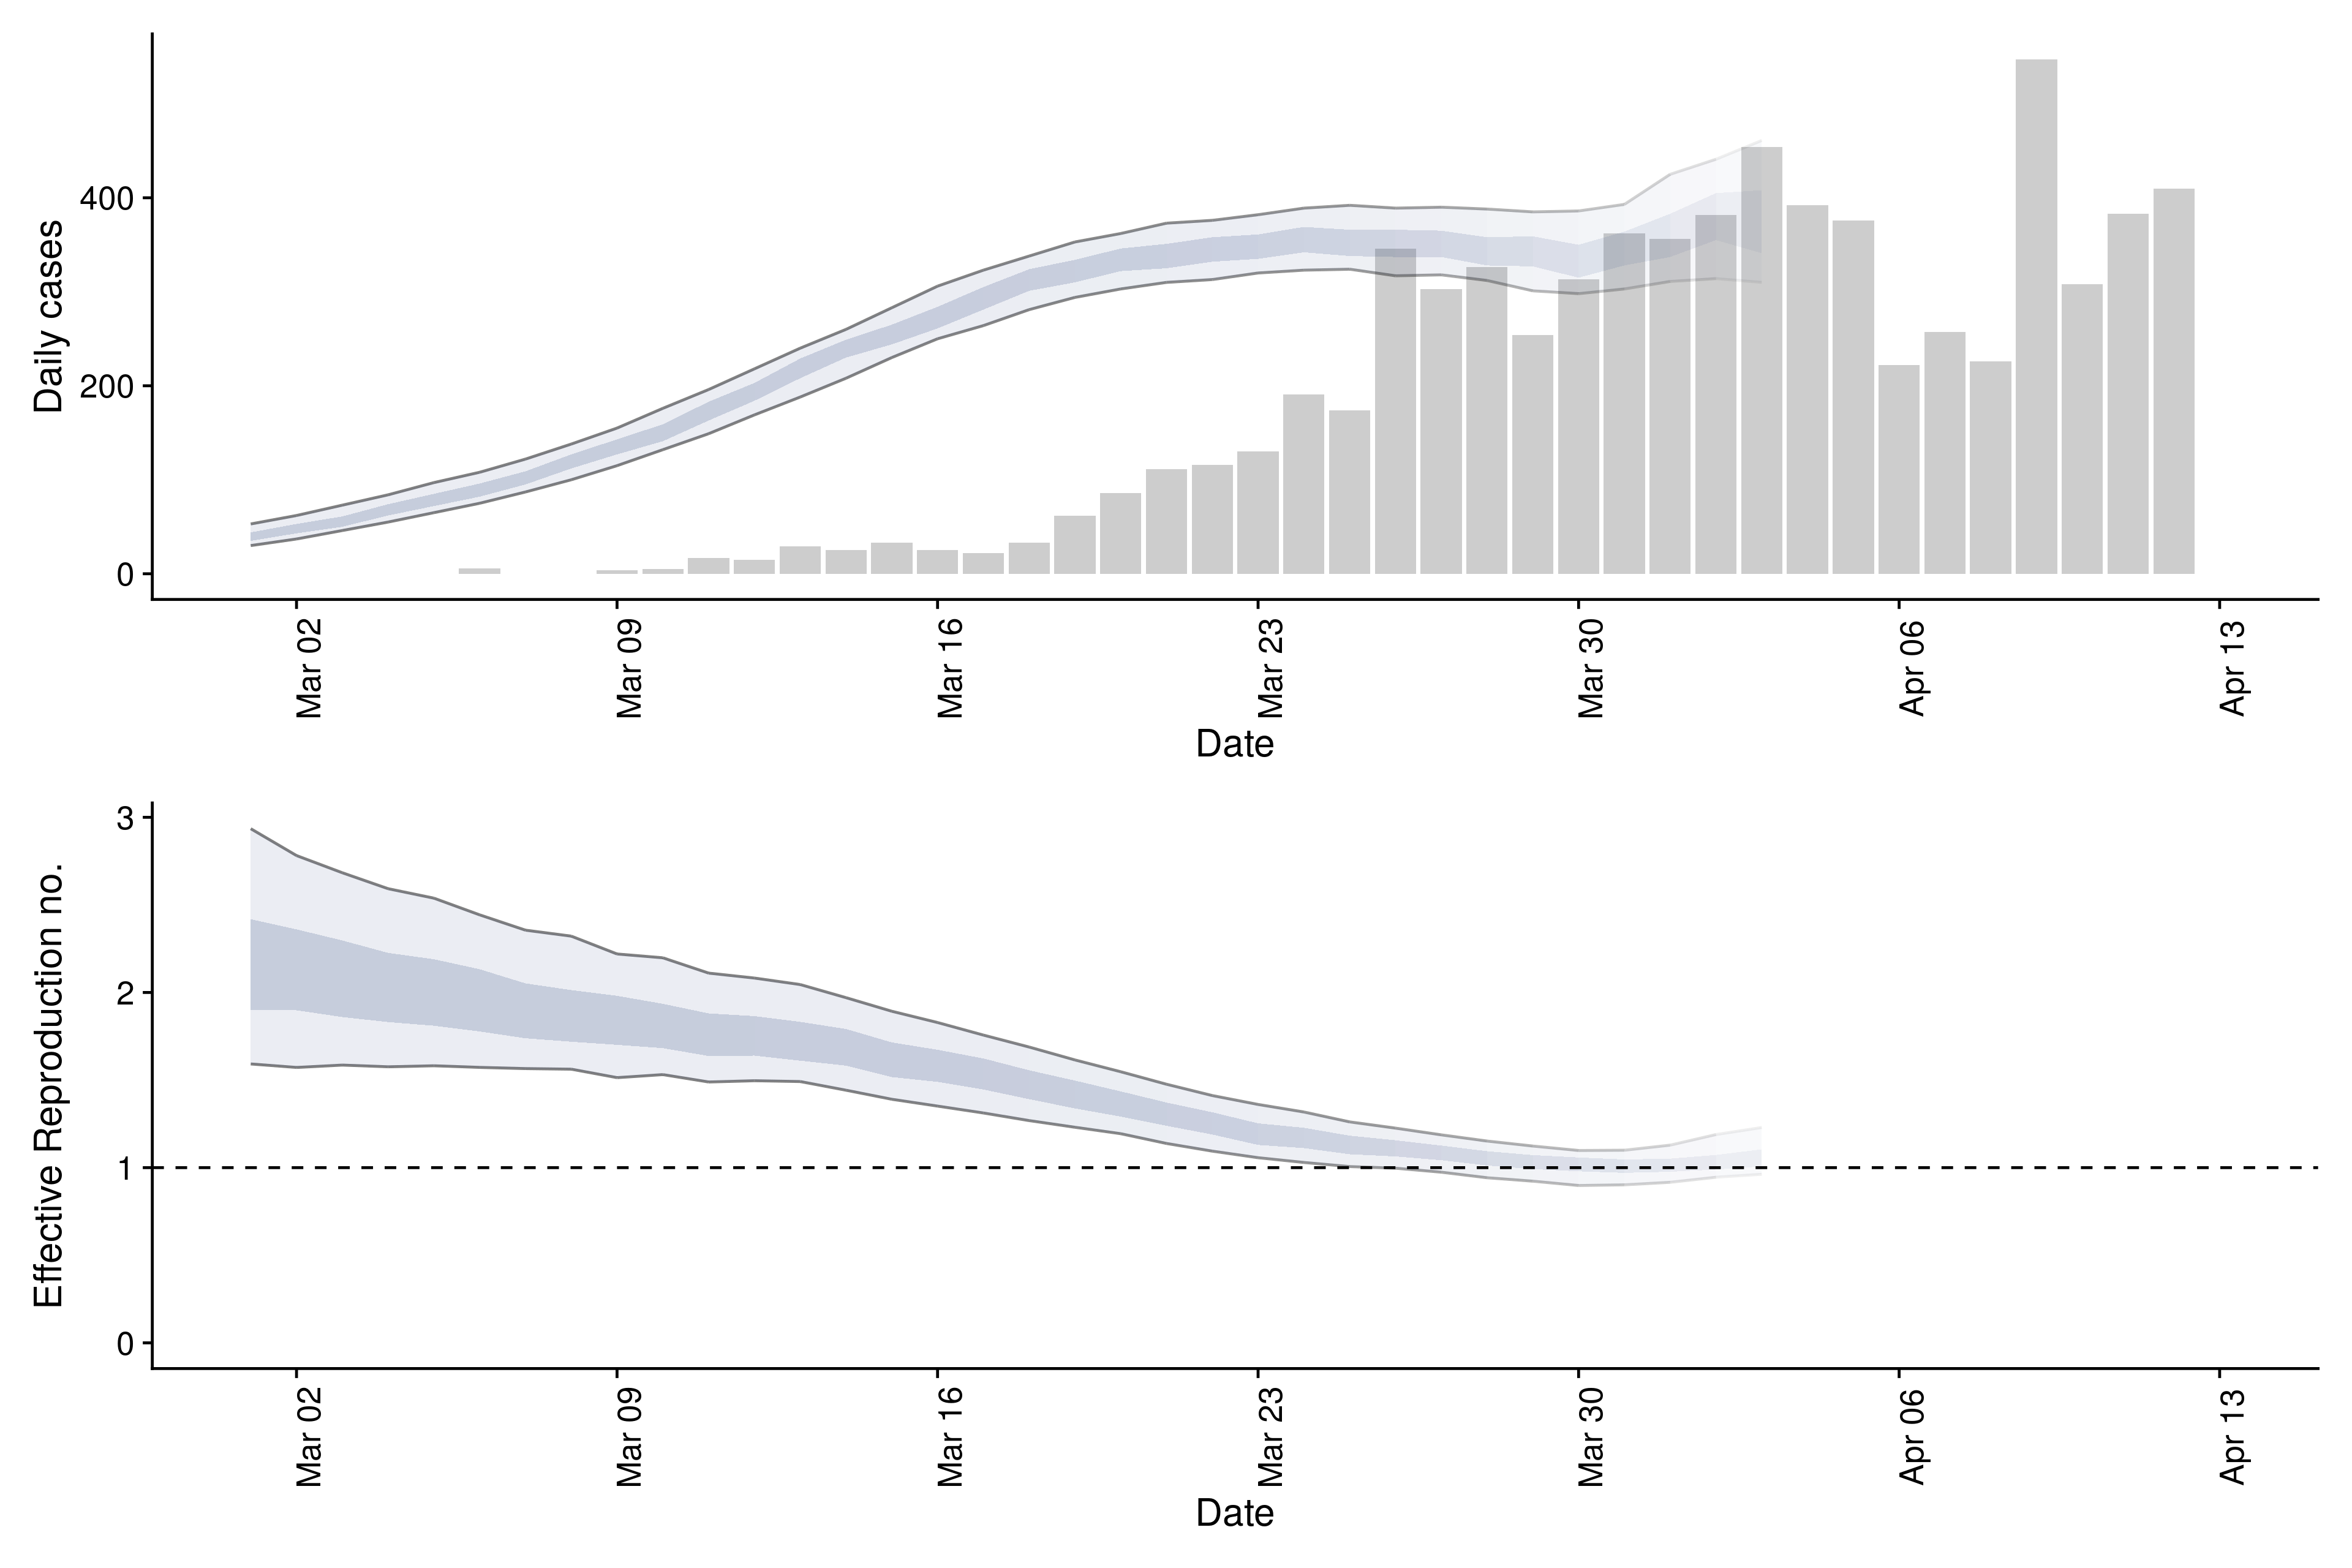 Daily cases
400
200
0
Mar 02
Mar 09
Mar 16
Mar 23
Mar 30
Apr 06
Apr 13
Date
Effective Reproduction no.
3
2
1
0
Mar 02
Mar 09
Mar 16
Mar 23
Mar 30
Apr 06
Apr 13
Date